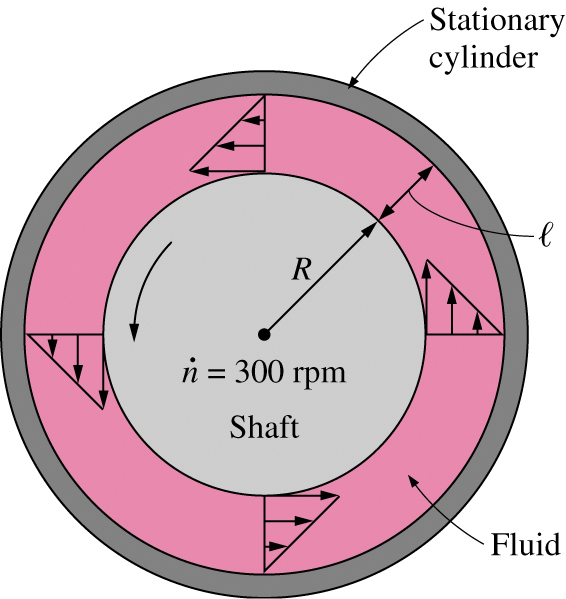 Stationary
cylinder
ℓ
R
ṅ = 300 rpm
Shaft
Fluid